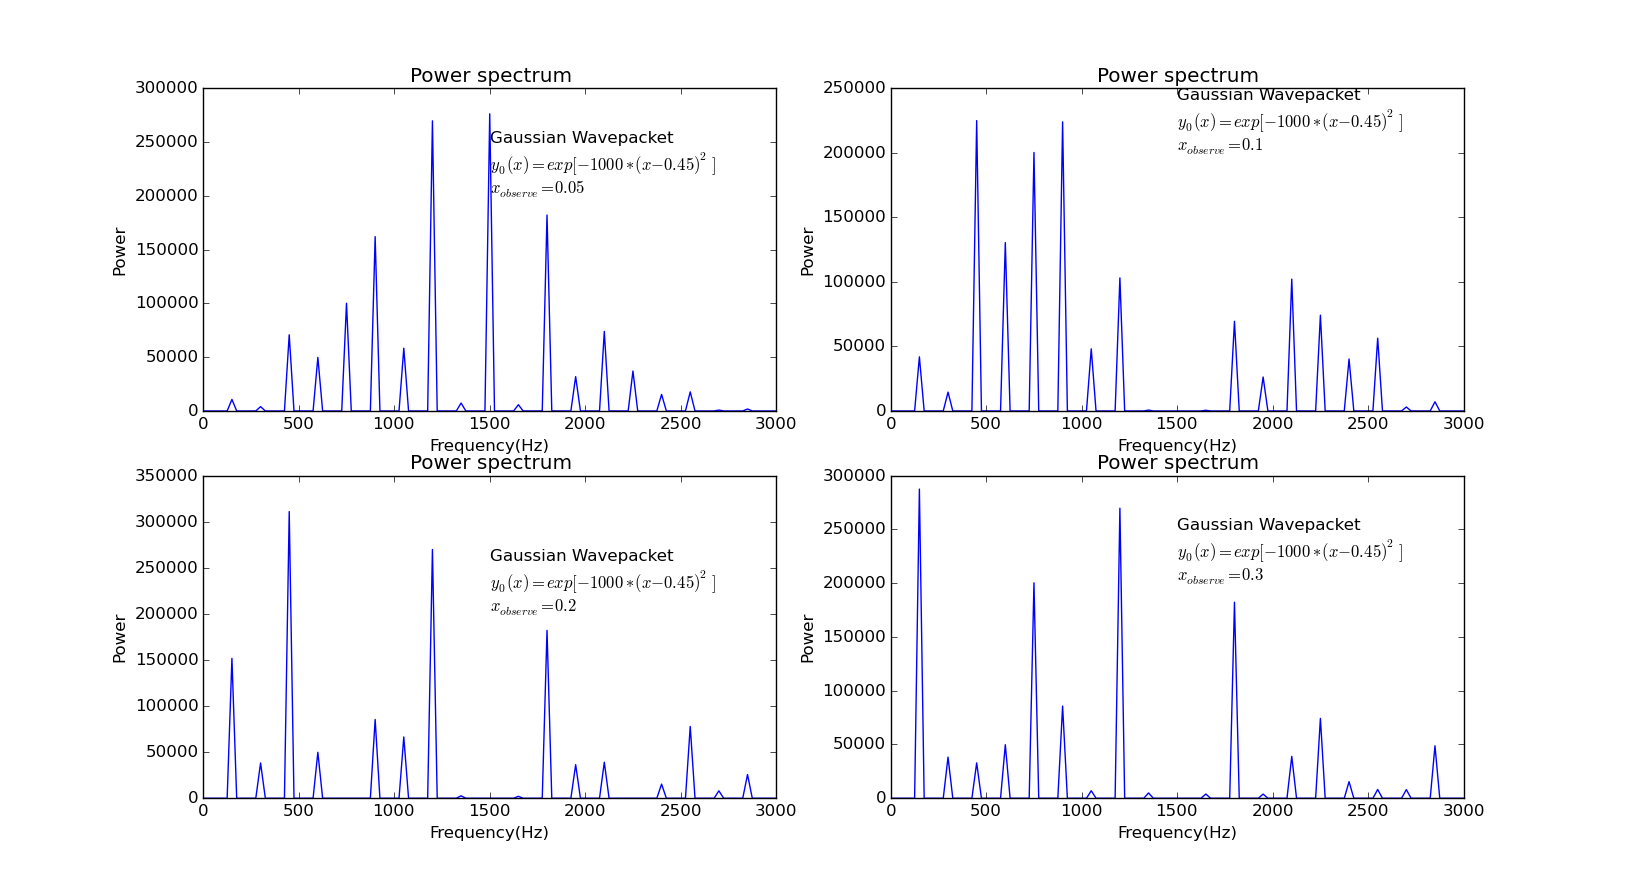 Power spectrum
300000
250000
200000
150000
100000
50000
0
Power
Gaussian Wavepacket
y₀(x)=exp[−1000∗(x−0.45)² ]
x_observe=0.05
0 500 1000 1500 2000 2500 3000
Frequency(Hz)
Power spectrum
250000
200000
150000
100000
50000
0
Power
Gaussian Wavepacket
y₀(x)=exp[−1000∗(x−0.45)² ]
x_observe=0.1
0 500 1000 1500 2000 2500 3000
Frequency(Hz)
Power spectrum
350000
300000
250000
200000
150000
100000
50000
0
Power
Gaussian Wavepacket
y₀(x)=exp[−1000∗(x−0.45)² ]
x_observe=0.2
0 500 1000 1500 2000 2500 3000
Frequency(Hz)
Power spectrum
300000
250000
200000
150000
100000
50000
0
Power
Gaussian Wavepacket
y₀(x)=exp[−1000∗(x−0.45)² ]
x_observe=0.3
0 500 1000 1500 2000 2500 3000
Frequency(Hz)